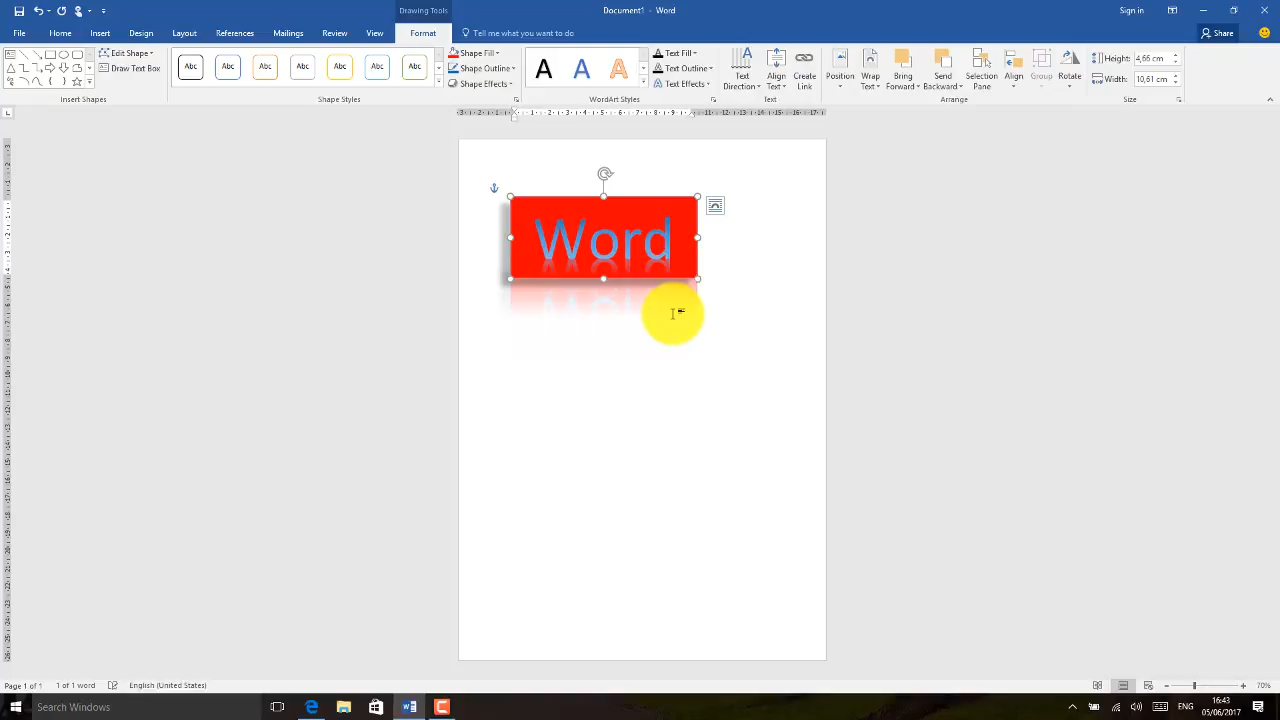 Drawing Tools
Document1 - Word
Sign in
File Home Insert Design Layout References Mailings Review View Format Tell me what you want to do Share
Edit Shape
Draw Text Box
Insert Shapes
Abc Abc Abc Abc Abc Abc Abc
Shape Styles
Shape Fill
Shape Outline
Shape Effects
A A A
WordArt Styles
Text Fill
Text Outline
Text Effects
Text Direction
Align Text
Create Link
Text
Position
Wrap Text
Bring Forward
Send Backward
Selection Pane
Align
Group
Rotate
Arrange
Height: 4,66 cm
Width: 10,61 cm
Size
Word
Page 1 of 1 1 of 1 word English (United States)
70%
Search Windows
ENG
16:43
05/06/2017